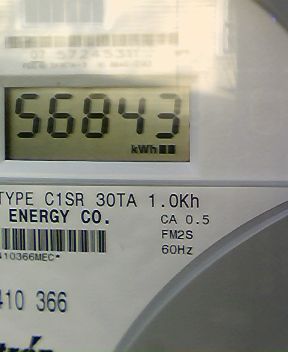 56843
kWh
TYPE C1SR 30TA 1.0Kh
ENERGY CO.
CA 0.5
FM2S
60Hz
410366MEC*
410 366